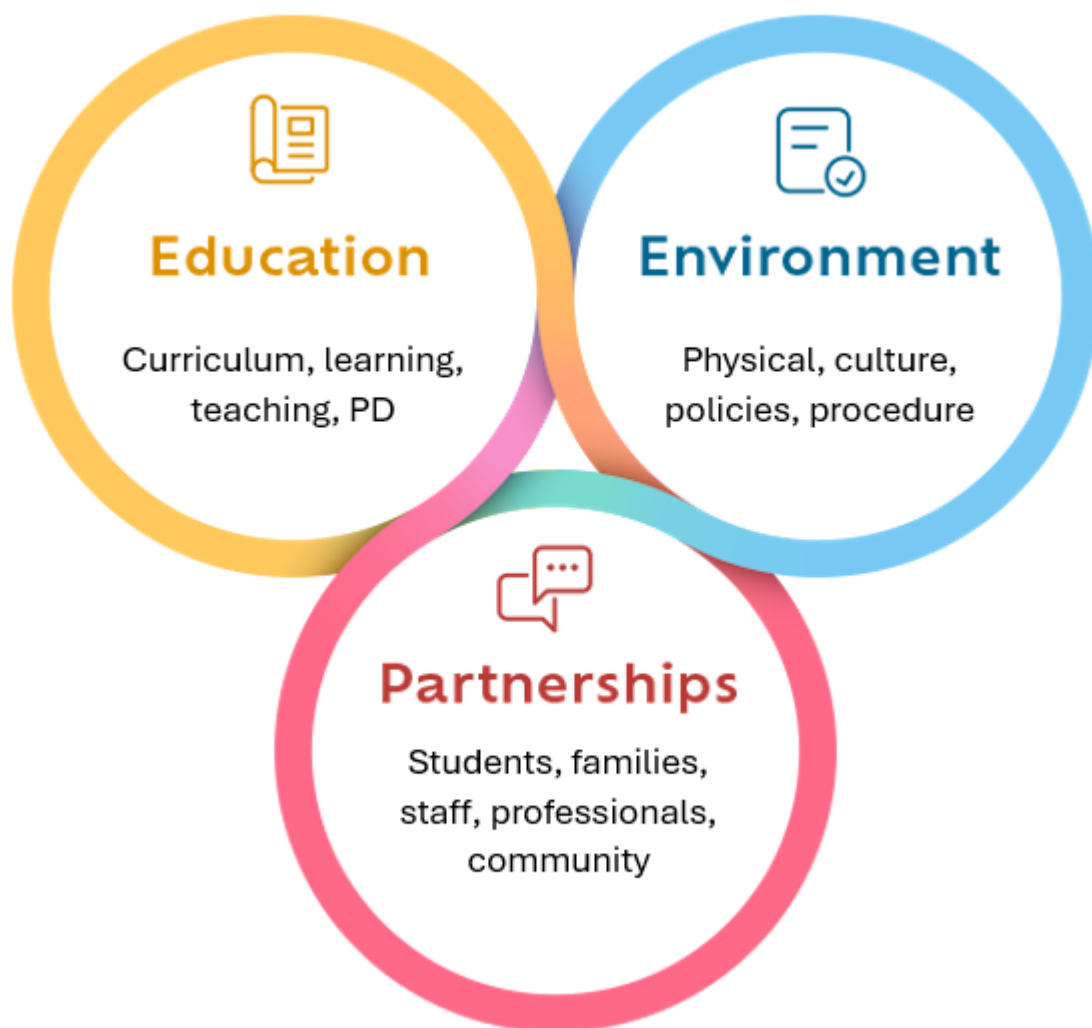 Education
Curriculum, learning,
teaching, PD
Environment
Physical, culture,
policies, procedure
Partnerships
Students, families,
staff, professionals,
community